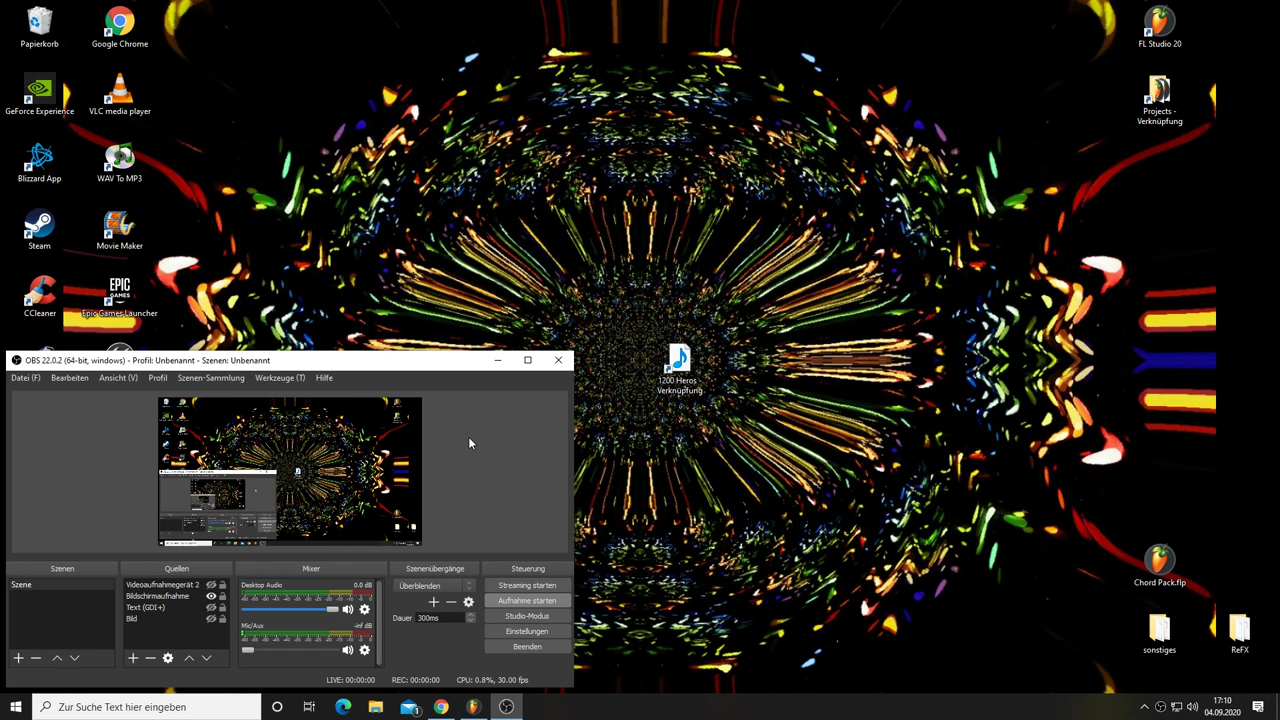 Papierkorb
Google Chrome
GeForce Experience
VLC media player
Blizzard App
WAV To MP3
Steam
Movie Maker
CCleaner
EPIC
GAMES
Epic Games Launcher
FL Studio 20
Projects -
Verknüpfung
1200 Heros -
Verknüpfung
Chord Pack.flp
sonstiges
ReFX
OBS 22.0.2 (64-bit, windows) - Profil: Unbenannt - Szenen: Unbenannt
Datei (F)
Bearbeiten
Ansicht (V)
Profil
Szenen-Sammlung
Werkzeuge (T)
Hilfe
Szenen
Quellen
Mixer
Szenenübergänge
Steuerung
Szene
Videoaufnahmegerät 2
Bildschirmaufnahme
Text (GDI+)
Bild
Desktop Audio
0.0 dB
Mic/Aux
-inf dB
Überblenden
Dauer
300ms
Streaming starten
Aufnahme starten
Studio-Modus
Einstellungen
Beenden
LIVE: 00:00:00
REC: 00:00:00
CPU: 0.8%, 30.00 fps
Zur Suche Text hier eingeben
1
17:10
04.09.2020